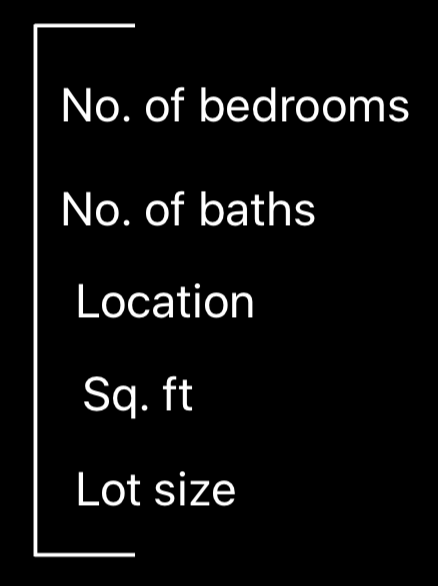 No. of bedrooms
No. of baths
Location
Sq. ft
Lot size